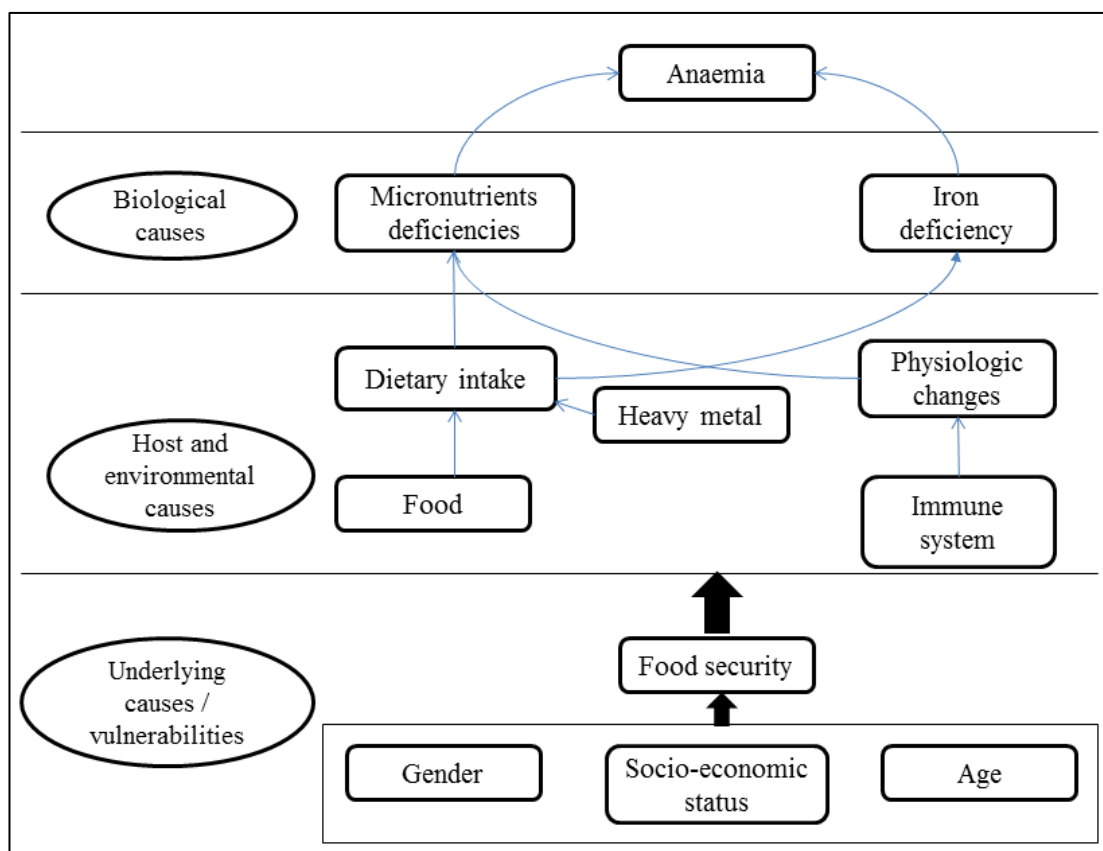 Anaemia
Biological
causes
Micronutrients
deficiencies
Iron
deficiency
Host and
environmental
causes
Dietary intake
Heavy metal
Physiologic
changes
Food
Immune
system
Underlying
causes /
vulnerabilities
Food security
Gender
Socio-economic
status
Age